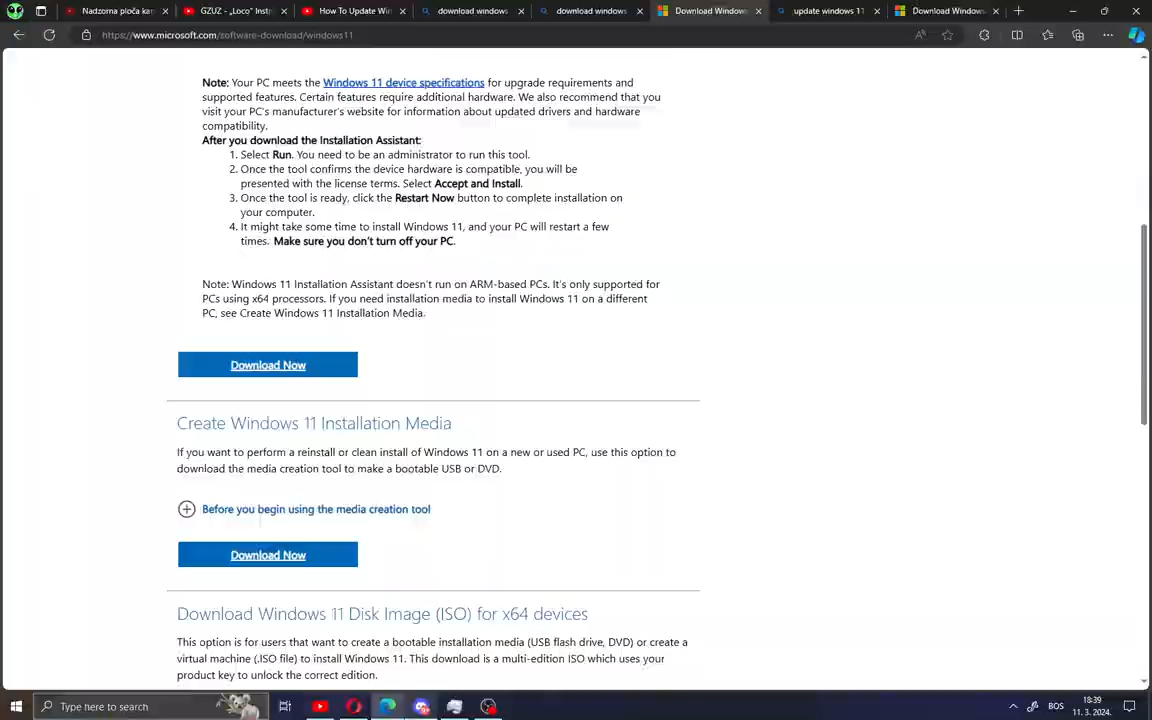 Nadzorna ploča kan
GZUZ - „Loco" Instr
How To Update Win
download windows
download windows
Download Windows
update windows 11
Download Windows
https://www.microsoft.com/software-download/windows11
Note: Your PC meets the Windows 11 device specifications for upgrade requirements and
supported features. Certain features require additional hardware. We also recommend that you
visit your PC's manufacturer's website for information about updated drivers and hardware
compatibility.
After you download the Installation Assistant:
1. Select Run. You need to be an administrator to run this tool.
2. Once the tool confirms the device hardware is compatible, you will be
presented with the license terms. Select Accept and Install.
3. Once the tool is ready, click the Restart Now button to complete installation on
your computer.
4. It might take some time to install Windows 11, and your PC will restart a few
times. Make sure you don't turn off your PC.
Note: Windows 11 Installation Assistant doesn't run on ARM-based PCs. It's only supported for
PCs using x64 processors. If you need installation media to install Windows 11 on a different
PC, see Create Windows 11 Installation Media.
Download Now
Create Windows 11 Installation Media
If you want to perform a reinstall or clean install of Windows 11 on a new or used PC, use this option to
download the media creation tool to make a bootable USB or DVD.
Before you begin using the media creation tool
Download Now
Download Windows 11 Disk Image (ISO) for x64 devices
This option is for users that want to create a bootable installation media (USB flash drive, DVD) or create a
virtual machine (.ISO file) to install Windows 11. This download is a multi-edition ISO which uses your
product key to unlock the correct edition.
Type here to search
BOS
18:39
11. 3. 2024.